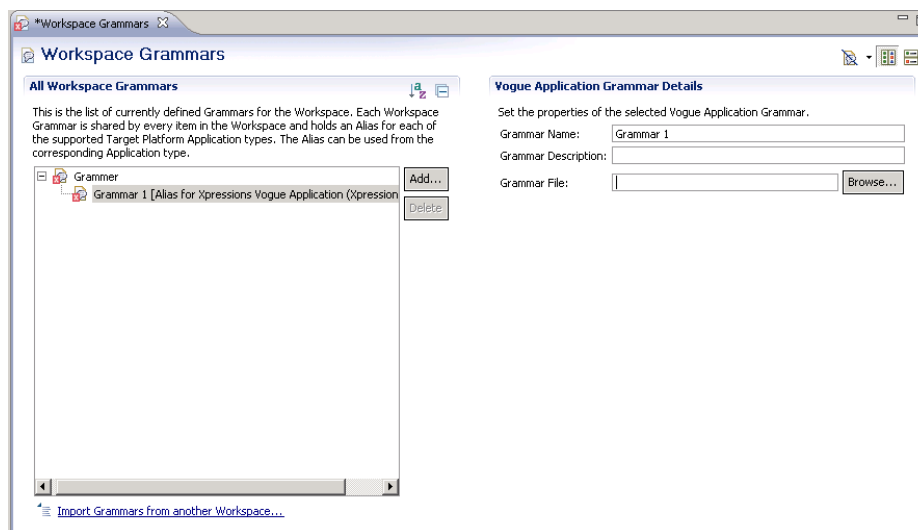 *Workspace Grammars
Workspace Grammars
All Workspace Grammars
This is the list of currently defined Grammars for the Workspace. Each Workspace
Grammar is shared by every item in the Workspace and holds an Alias for each of
the supported Target Platform Application types. The Alias can be used from the
corresponding Application type.
Grammer
Grammar 1 [Alias for Xpressions Vogue Application (Xpression
Add...
Delete
Import Grammars from another Workspace...
Vogue Application Grammar Details
Set the properties of the selected Vogue Application Grammar.
Grammar Name: Grammar 1
Grammar Description:
Grammar File: Browse...